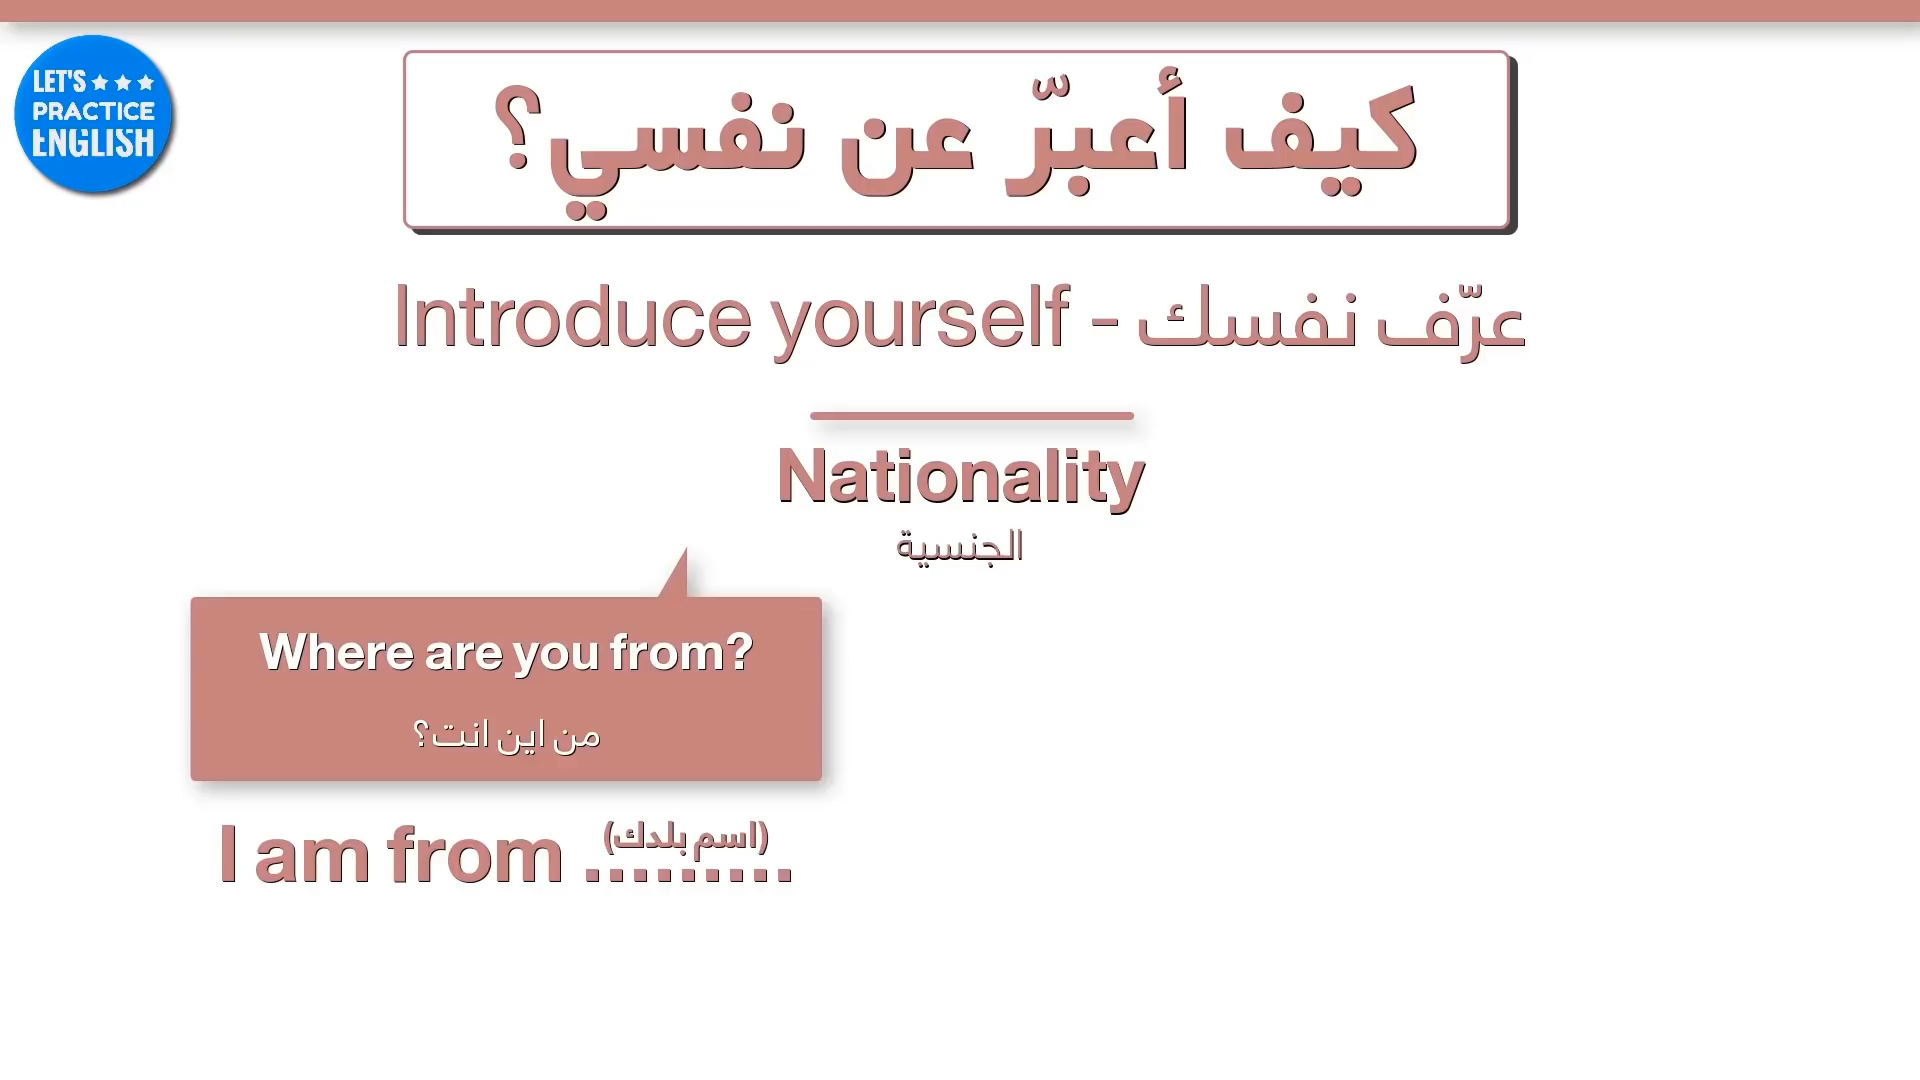 LET'S
PRACTICE
ENGLISH
كيف أعبّر عن نفسي؟
Introduce yourself - عرّف نفسك
Nationality
الجنسية
Where are you from?
من اين انت؟
(اسم بلدك)
I am from .........